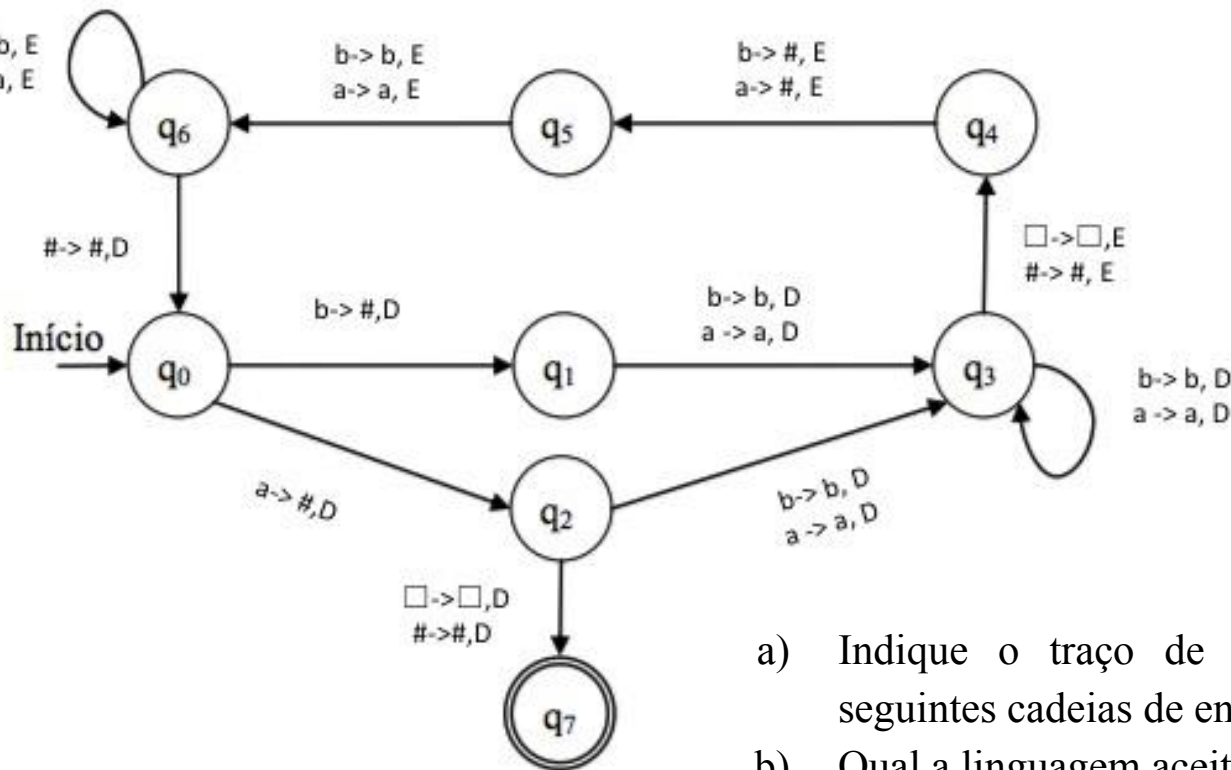 b, E
a, E
q6
b-> b, E
a-> a, E
q5
b-> #, E
a-> #, E
q4
#-> #,D
□->□,E
#-> #, E
Início
q0
b-> #,D
q1
b-> b, D
a -> a, D
q3
b-> b, D
a -> a, D
a-> #,D
q2
b-> b, D
a -> a, D
□->□,D
#->#,D
q7
a) Indique o traço de
seguintes cadeias de en
b) Qual a linguagem aceit